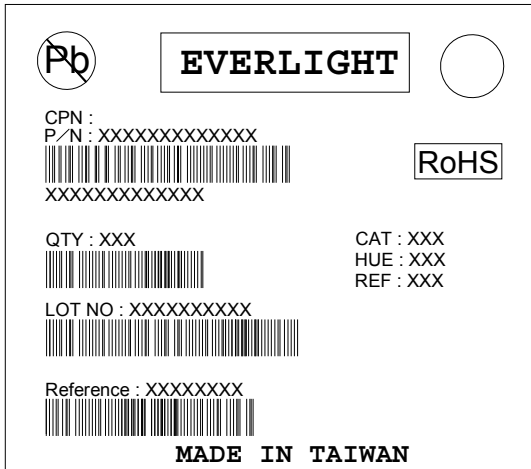 Pb
EVERLIGHT
CPN :
P/N : XXXXXXXXXXXXX
RoHS
XXXXXXXXXXXXX
QTY : XXX
CAT : XXX
HUE : XXX
REF : XXX
LOT NO : XXXXXXXXXX
Reference : XXXXXXXX
MADE IN TAIWAN